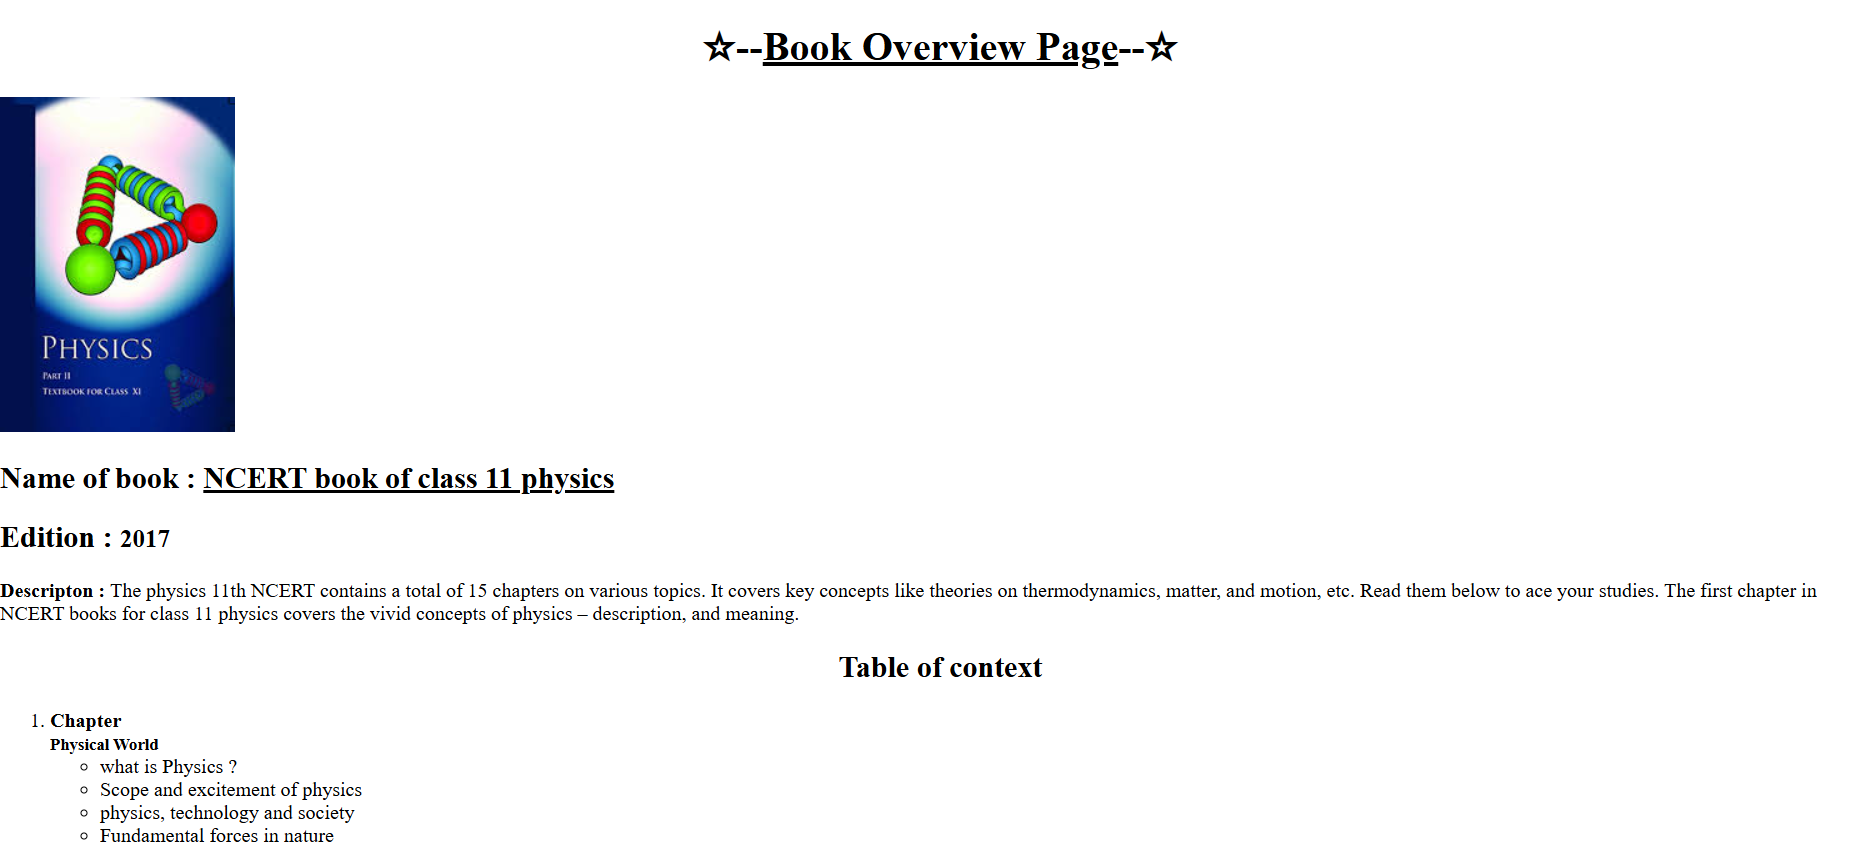 ☆--Book Overview Page--☆
PHYSICS
PART II
TEXTBOOK FOR CLASS XI
Name of book : NCERT book of class 11 physics
Edition : 2017
Descripton : The physics 11th NCERT contains a total of 15 chapters on various topics. It covers key concepts like theories on thermodynamics, matter, and motion, etc. Read them below to ace your studies. The first chapter in
NCERT books for class 11 physics covers the vivid concepts of physics – description, and meaning.
Table of context
1. Chapter
Physical World
what is Physics ?
Scope and excitement of physics
physics, technology and society
Fundamental forces in nature